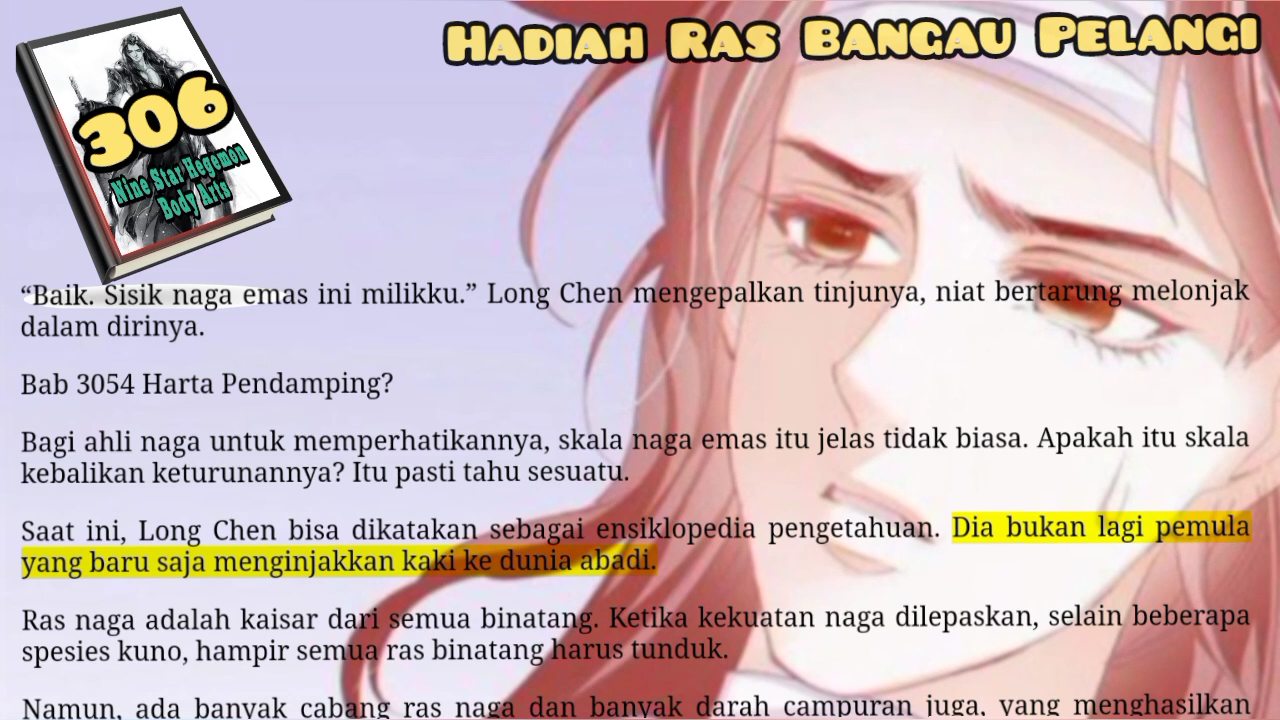 Hadiah Ras Bangau Pelangi
306
Nine Star Hegemon
Body Arts
“Baik. Sisik naga emas ini milikku.” Long Chen mengepalkan tinjunya, niat bertarung melonjak
dalam dirinya.
Bab 3054 Harta Pendamping?
Bagi ahli naga untuk memperhatikannya, skala naga emas itu jelas tidak biasa. Apakah itu skala
kebalikan keturunannya? Itu pasti tahu sesuatu.
Saat ini, Long Chen bisa dikatakan sebagai ensiklopedia pengetahuan. Dia bukan lagi pemula
yang baru saja menginjakkan kaki ke dunia abadi.
Ras naga adalah kaisar dari semua binatang. Ketika kekuatan naga dilepaskan, selain beberapa
spesies kuno, hampir semua ras binatang harus tunduk.
Namun, ada banyak cabang ras naga dan banyak darah campuran juga, yang menghasilkan